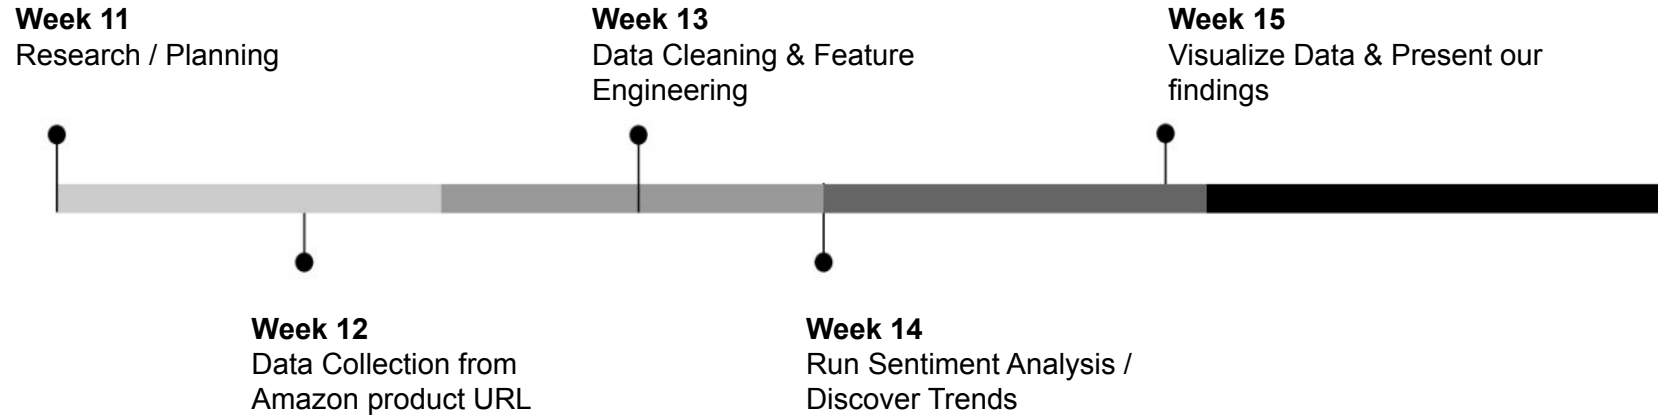 Week 11
Research / Planning
Week 13
Data Cleaning & Feature
Engineering
Week 15
Visualize Data & Present our
findings
Week 12
Data Collection from
Amazon product URL
Week 14
Run Sentiment Analysis /
Discover Trends